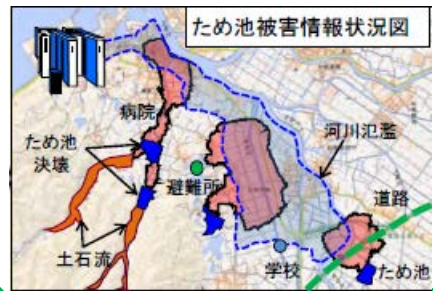 ため池被害情報状況図
病院
河川氾濫
ため池
決壊
避難所
道路
土石流
学校
ため池